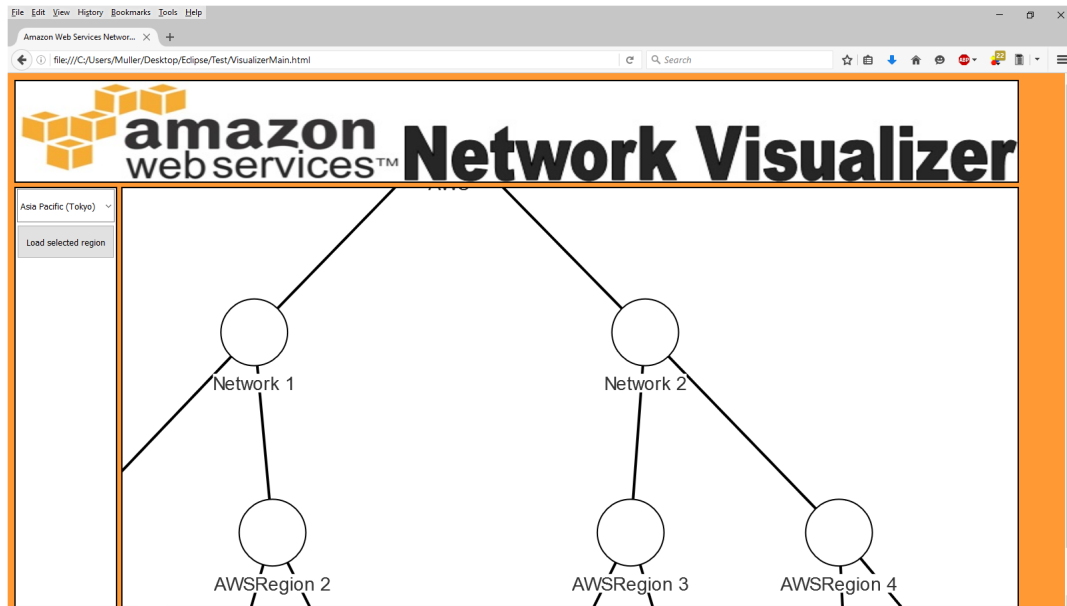 File Edit View History Bookmarks Tools Help
Amazon Web Services Networ...
file:///C:/Users/Muller/Desktop/Eclipse/Test/VisualizerMain.html
Search
ABP
22
amazon
web services™
Network Visualizer
Asia Pacific (Tokyo)
Load selected region
Network 1
Network 2
AWSRegion 2
AWSRegion 3
AWSRegion 4